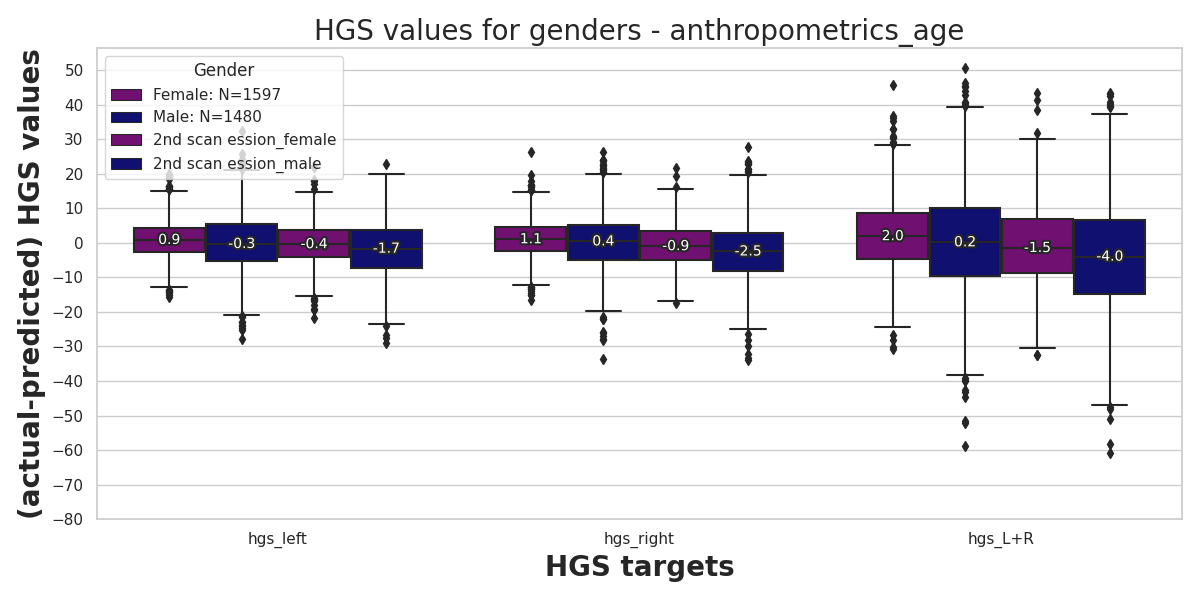 HGS values for genders - anthropometrics_age
(actual-predicted) HGS values
50
40
30
20
10
0
−10
−20
−30
−40
−50
−60
−70
−80
Gender
Female: N=1597
Male: N=1480
2nd scan ession_female
2nd scan ession_male
0.9
-0.3
-0.4
-1.7
1.1
0.4
-0.9
-2.5
2.0
0.2
-1.5
-4.0
hgs_left
hgs_right
hgs_L+R
HGS targets